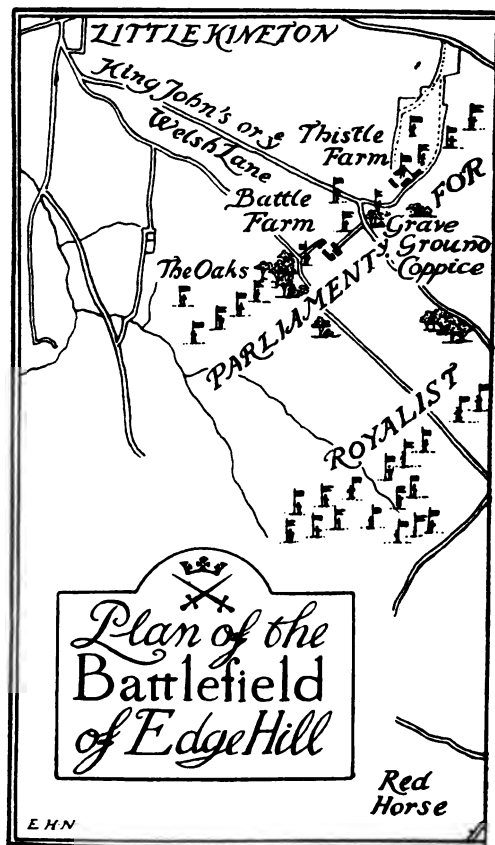 LITTLE KINETON
King John's or ye
Welsh Lane
Thistle
Farm
Battle
Farm
Grave
Ground
Coppice
The Oaks
PARLIAMENTY FOR
ROYALIST
Plan of the
Battlefield
of Edge Hill
Red
Horse
E H·N